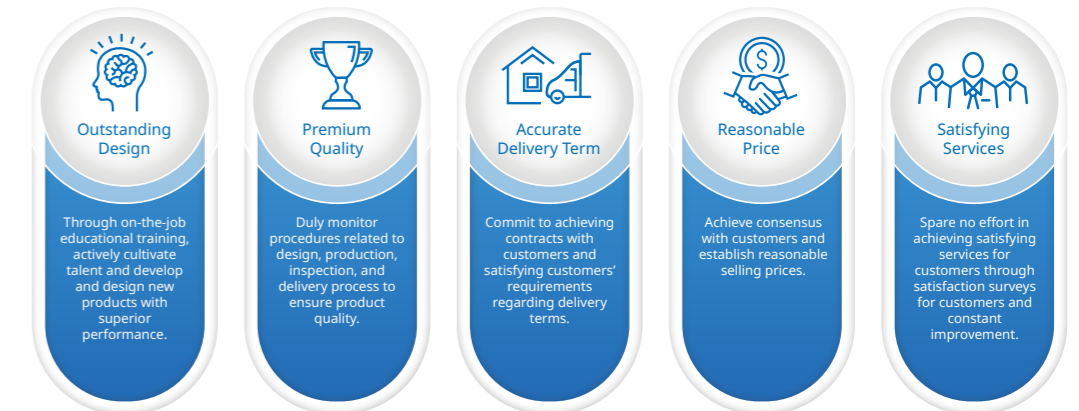 Outstanding
Design
Through on-the-job
educational training,
actively cultivate
talent and develop
and design new
products with
superior
performance.
Premium
Quality
Duly monitor
procedures related to
design, production,
inspection, and
delivery process to
ensure product
quality.
Accurate
Delivery Term
Commit to achieving
contracts with
customers and
satisfying customers’
requirements
regarding delivery
terms.
$
Reasonable
Price
Achieve consensus
with customers and
establish reasonable
selling prices.
Satisfying
Services
Spare no effort in
achieving satisfying
services for
customers through
satisfaction surveys
for customers and
constant
improvement.